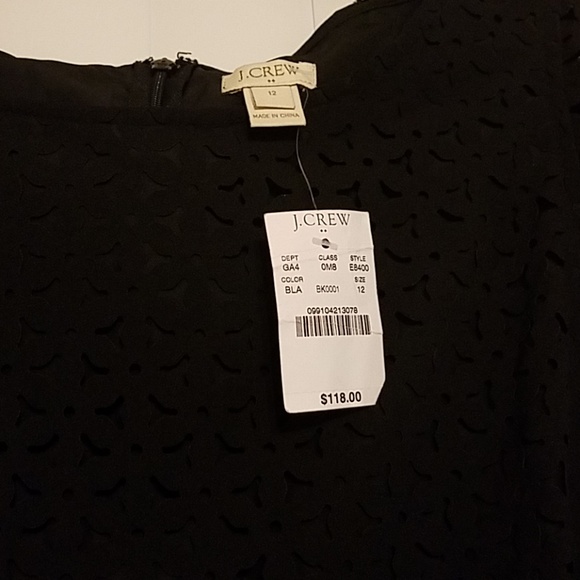 J.CREW
12
MADE IN CHINA
J.CREW
DEPT CLASS STYLE
GA4 0M8 E8400
COLOR SIZE
BLA BK0001 12
099104213078
$118.00